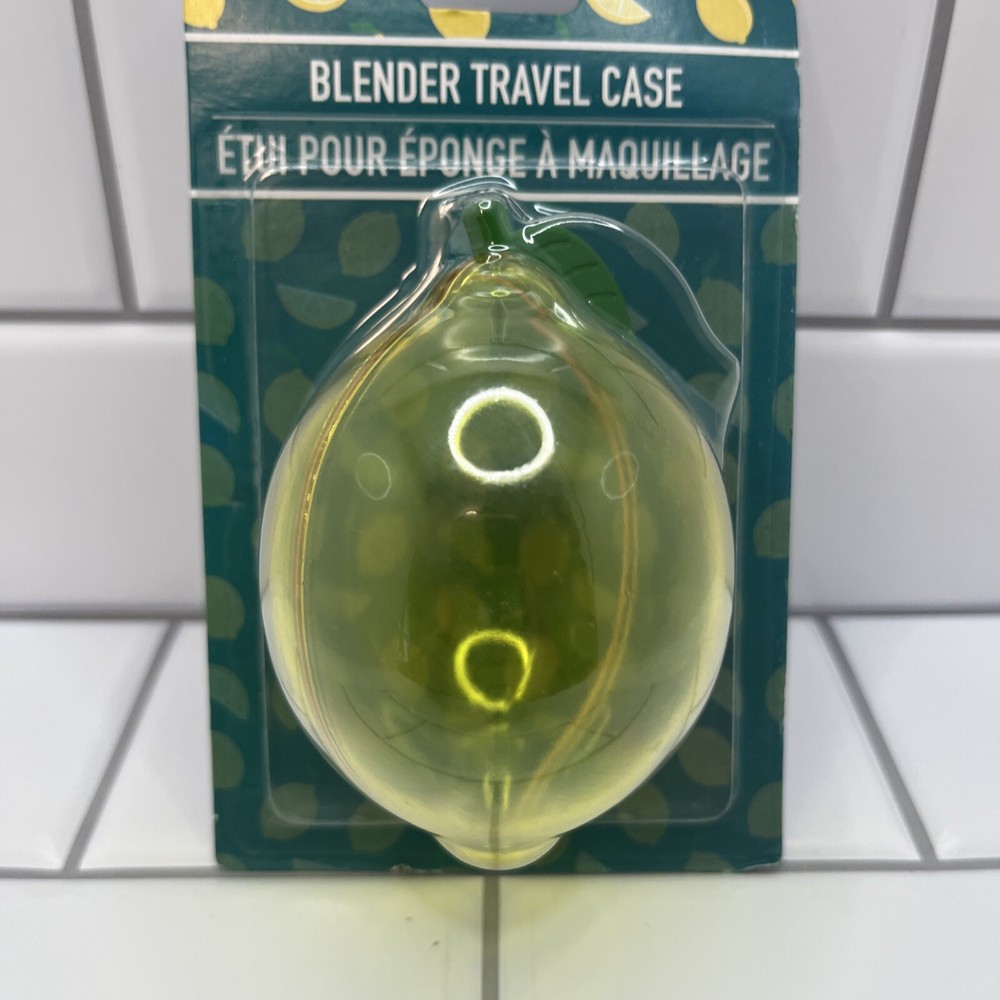 BLENDER TRAVEL CASE
ÉTUI POUR ÉPONGE À MAQUILLAGE